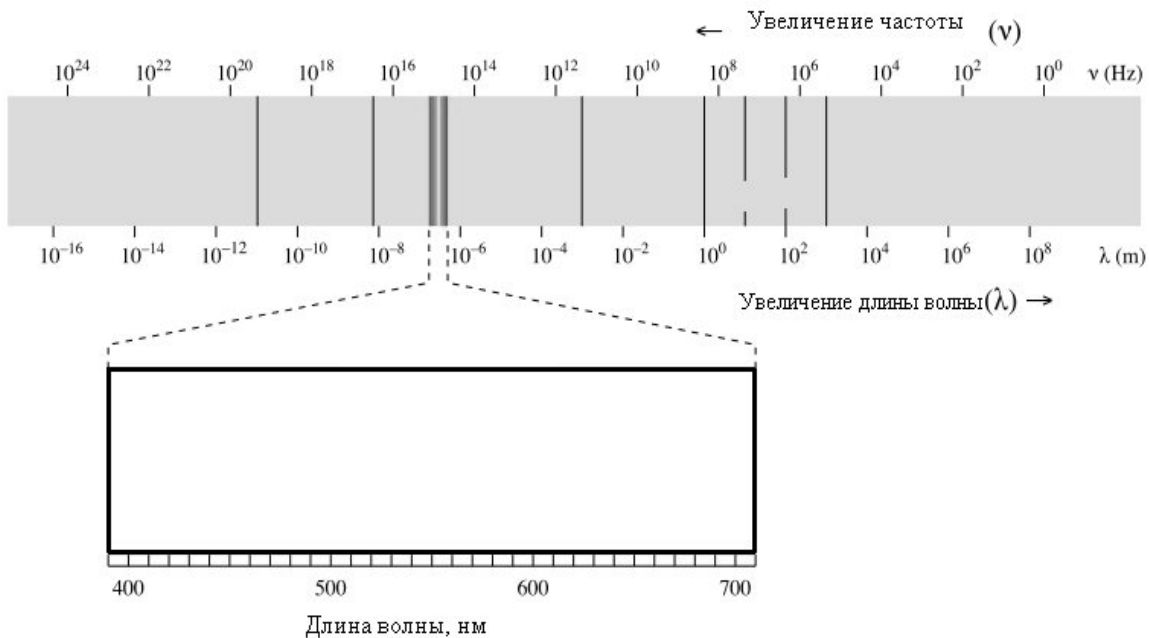 Увеличение частоты (ν)
←
10²⁴ 10²² 10²⁰ 10¹⁸ 10¹⁶ 10¹⁴ 10¹² 10¹⁰ 10⁸ 10⁶ 10⁴ 10² 10⁰ ν (Hz)
10⁻¹⁶ 10⁻¹⁴ 10⁻¹² 10⁻¹⁰ 10⁻⁸ 10⁻⁶ 10⁻⁴ 10⁻² 10⁰ 10² 10⁴ 10⁶ 10⁸ λ (m)
Увеличение длины волны(λ) →
400 500 600 700
Длина волны, нм